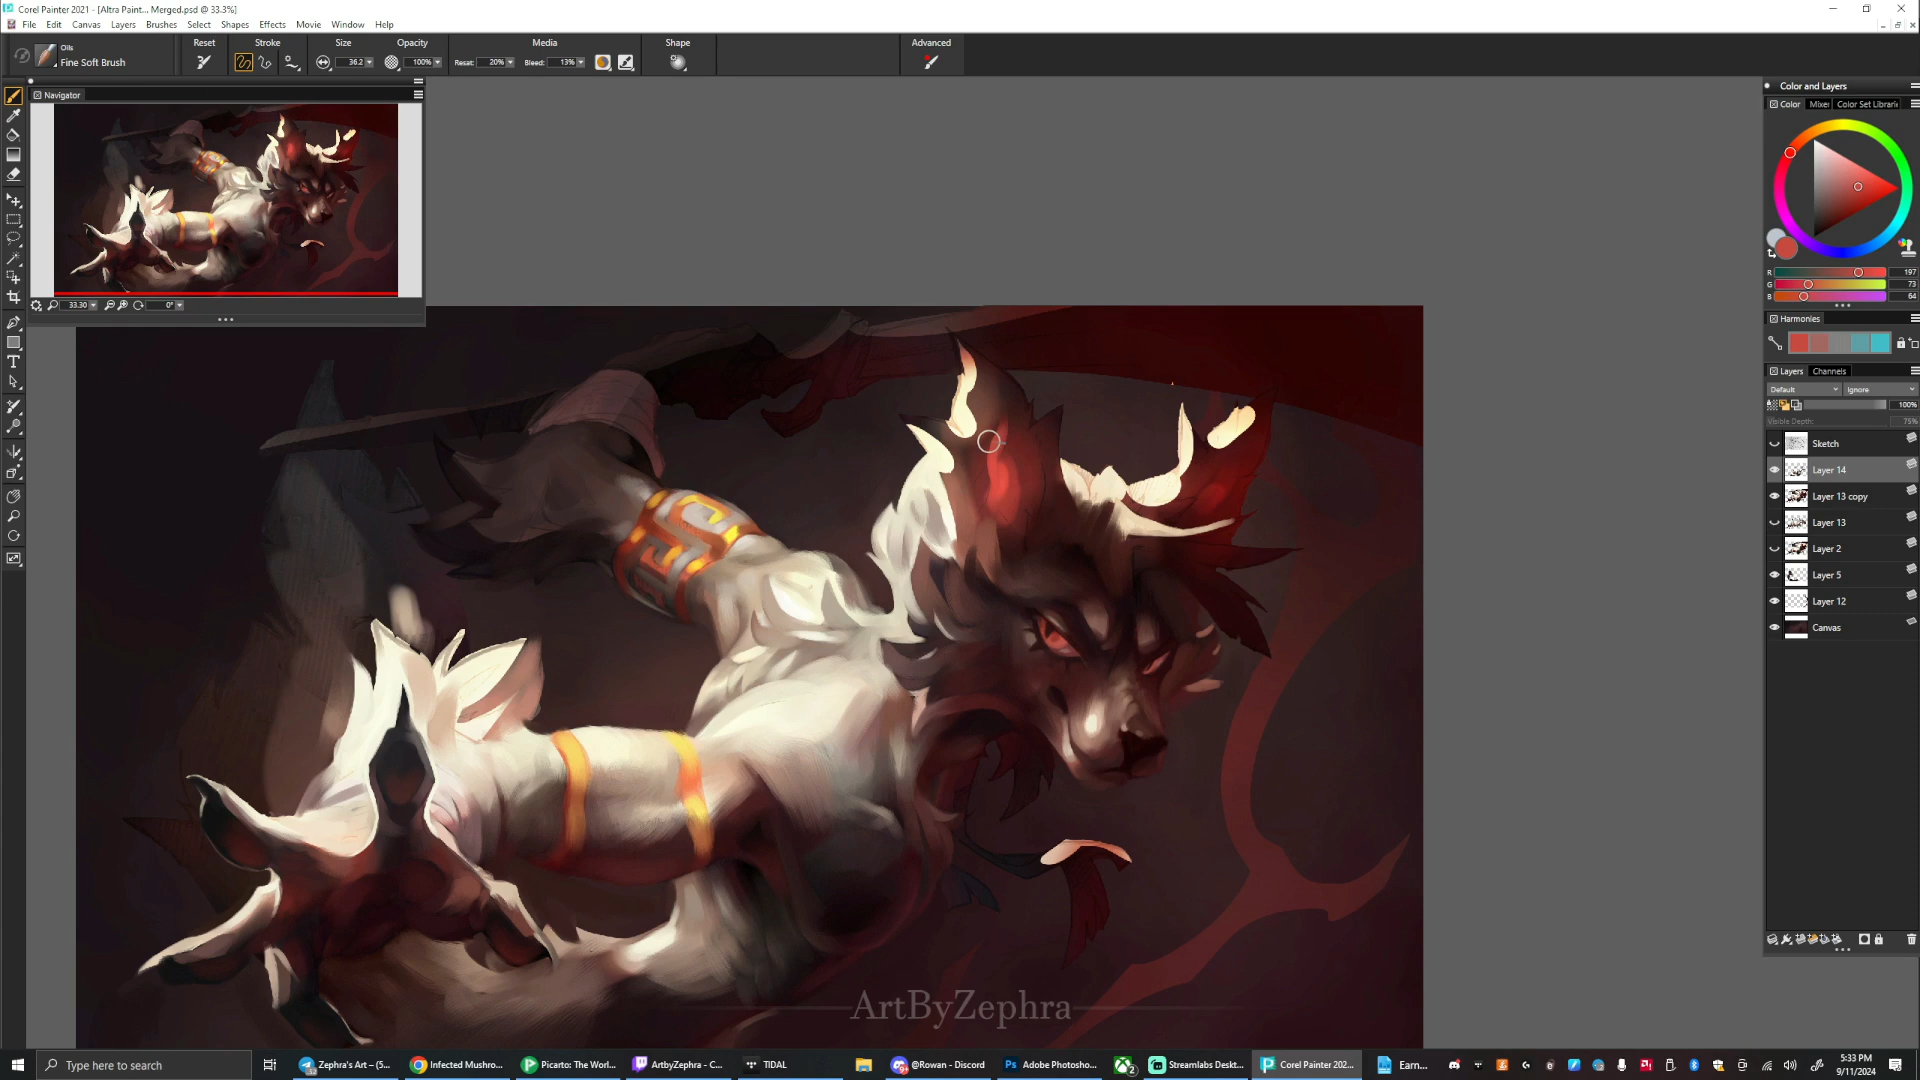 Corel Painter 2021 - [Altra Paint... Merged.psd @ 33.3%]
File Edit Canvas Layers Brushes Select Shapes Effects Movie Window Help
Oils
Fine Soft Brush
Reset Stroke Size Opacity Media Shape Advanced
36.2 100% Reset: 20% Bleed: 13%
Navigator
33.30 0°
Color and Layers
Color Mixer Color Set Librari
R 197
G 73
B 64
Harmonies
Layers Channels
Default Ignore
100%
Visible Depth: 75%
Sketch
Layer 14
Layer 13 copy
Layer 13
Layer 2
Layer 5
Layer 12
Canvas
ArtByZephra
Type here to search
Zephra's Art – (5...
Infected Mushro...
Picarto: The Worl...
ArtbyZephra - C...
TIDAL
@Rowan - Discord
Adobe Photosho...
Streamlabs Deskt...
Corel Painter 202...
Earn...
5:33 PM
9/11/2024